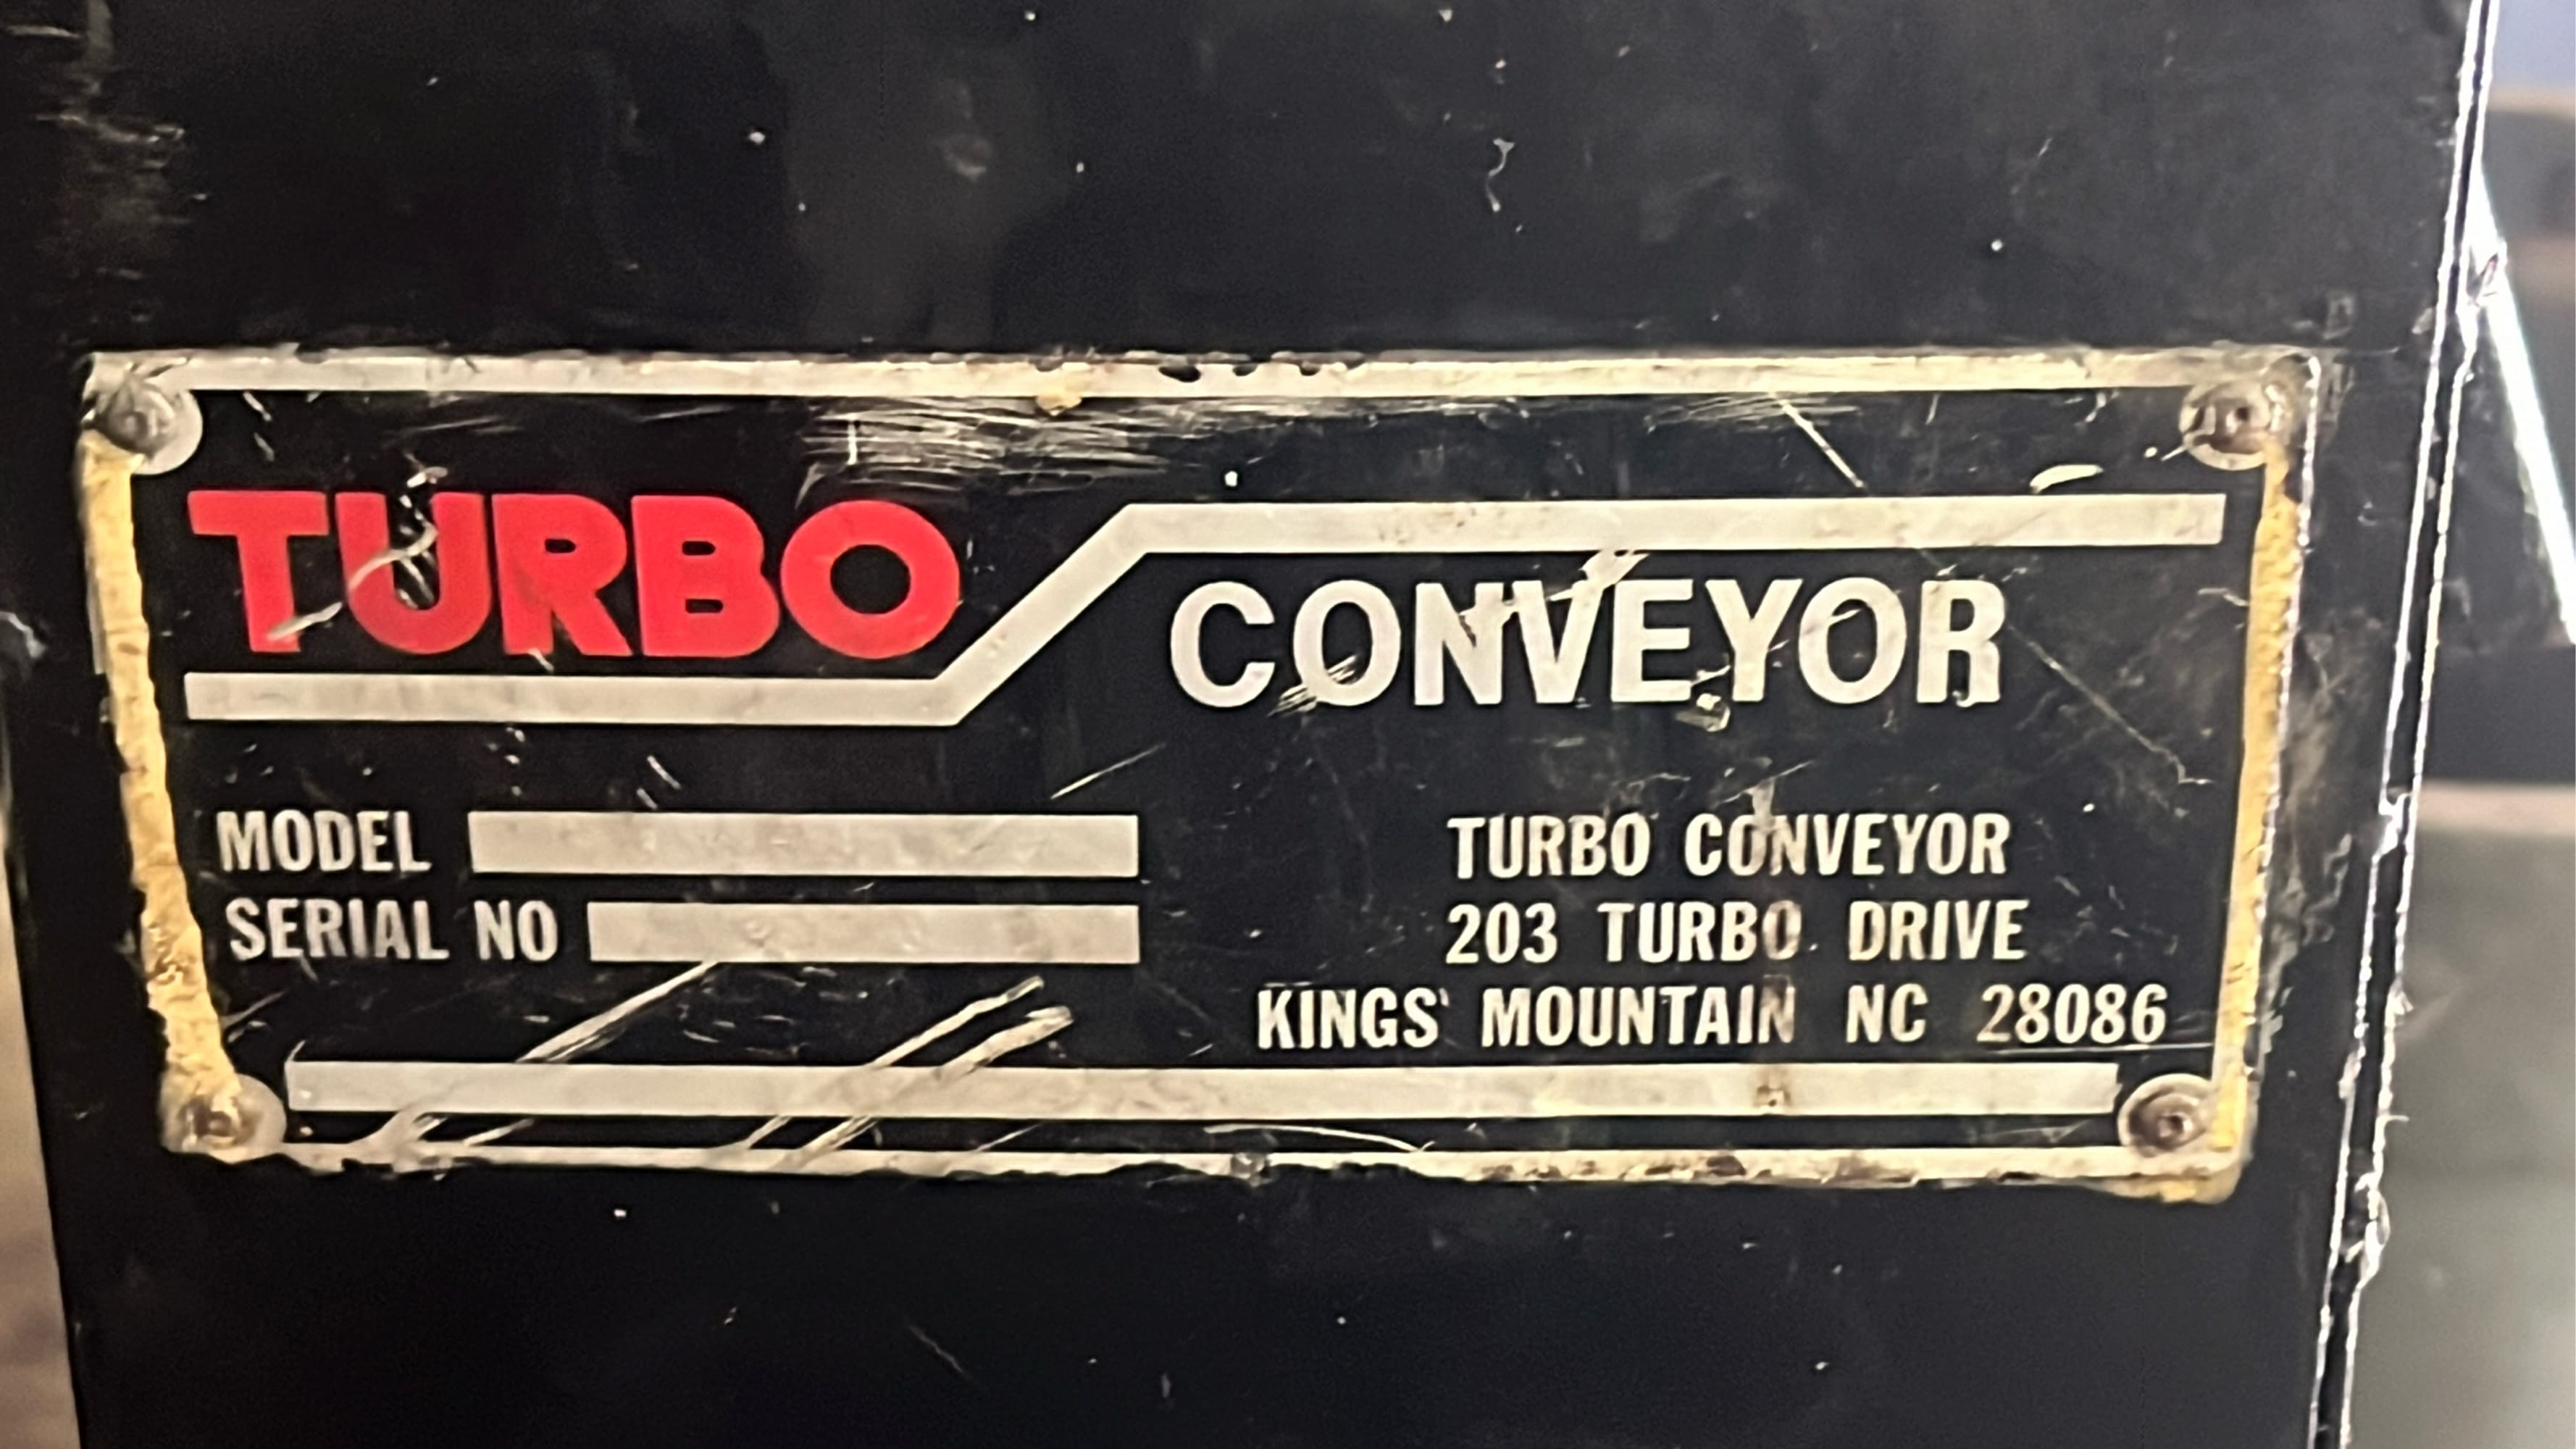 TURBO
CONVEYOR
MODEL
SERIAL NO
TURBO CONVEYOR
203 TURBO DRIVE
KINGS' MOUNTAIN NC 28086